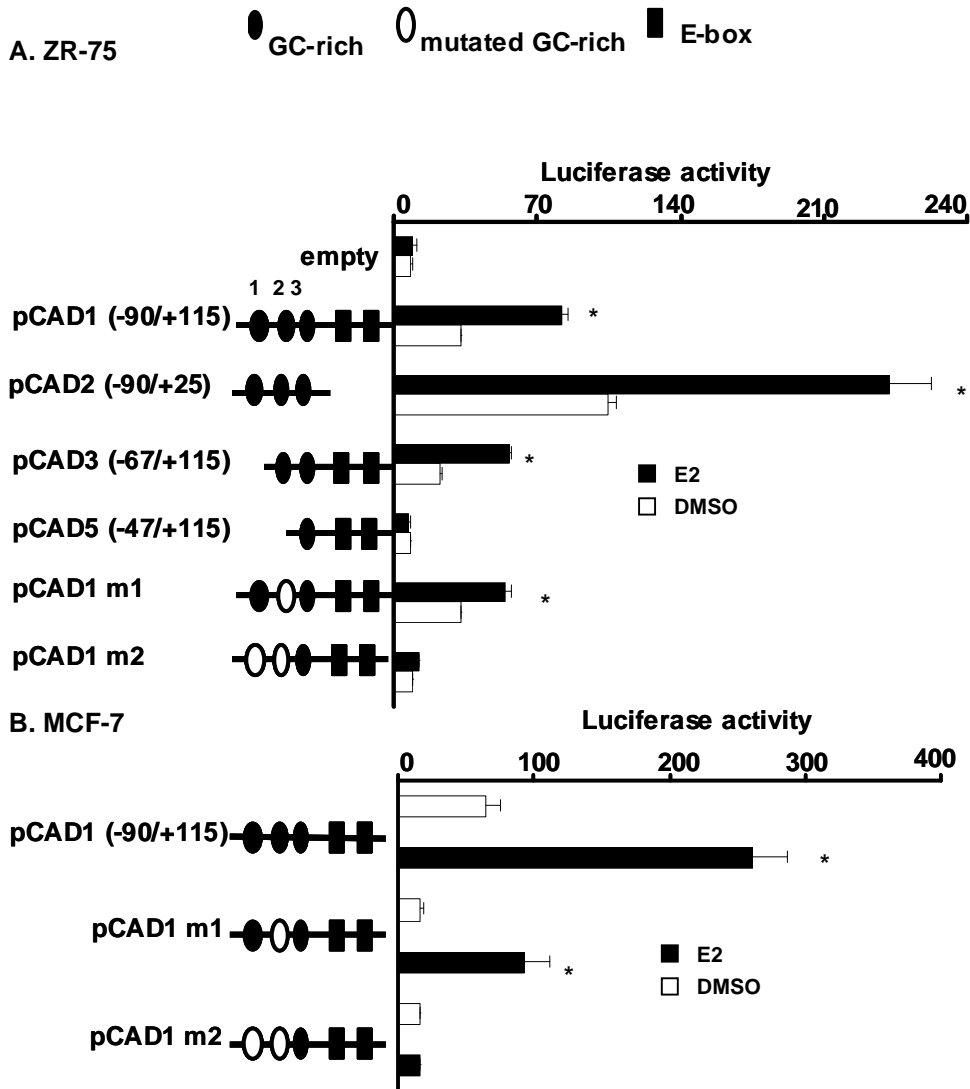 A. ZR-75
GC-rich
mutated GC-rich
E-box
Luciferase activity
0 70 140 210 240
empty
1 2 3
pCAD1 (-90/+115)
*
pCAD2 (-90/+25)
*
pCAD3 (-67/+115)
*
E2
DMSO
pCAD5 (-47/+115)
pCAD1 m1
*
pCAD1 m2
B. MCF-7
Luciferase activity
0 100 200 300 400
pCAD1 (-90/+115)
*
pCAD1 m1
*
E2
DMSO
pCAD1 m2